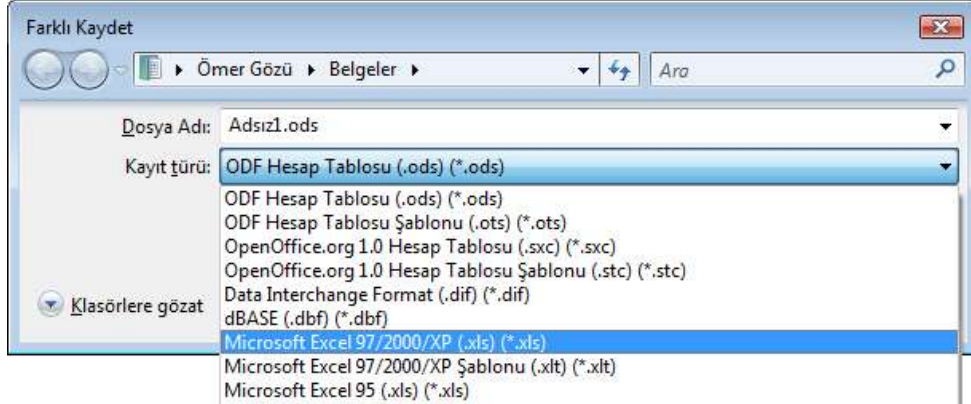 Farklı Kaydet
Ömer Gözü Belgeler Ara
Dosya Adı: Adsız1.ods
Kayıt türü: ODF Hesap Tablosu (.ods) (*.ods)
ODF Hesap Tablosu (.ods) (*.ods)
ODF Hesap Tablosu Şablonu (.ots) (*.ots)
OpenOffice.org 1.0 Hesap Tablosu (.sxc) (*.sxc)
OpenOffice.org 1.0 Hesap Tablosu Şablonu (.stc) (*.stc)
Data Interchange Format (.dif) (*.dif)
Klasörlere gözat
dBASE (.dbf) (*.dbf)
Microsoft Excel 97/2000/XP (.xls) (*.xls)
Microsoft Excel 97/2000/XP Şablonu (.xlt) (*.xlt)
Microsoft Excel 95 (.xls) (*.xls)